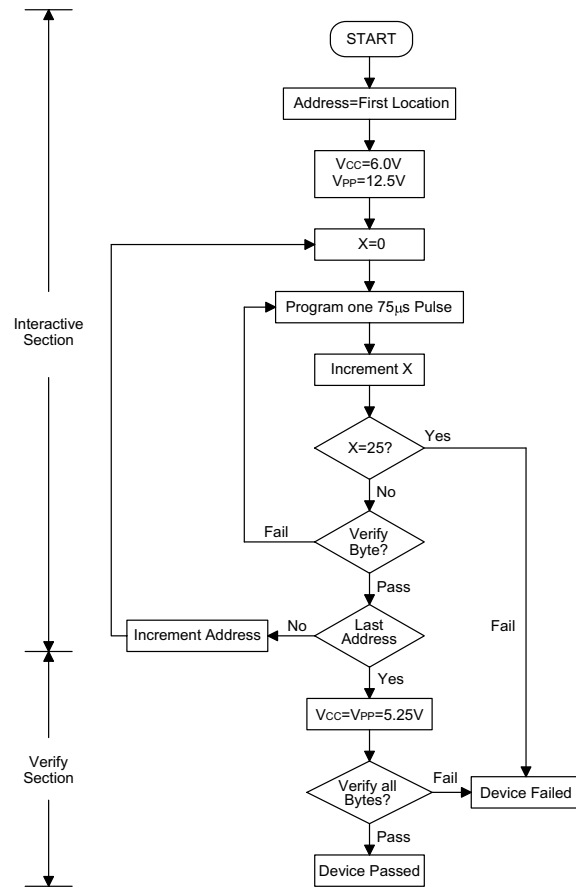 START
Address=First Location
VCC=6.0V
VPP=12.5V
X=0
Interactive
Section
Program one 75μs Pulse
Increment X
X=25?
Yes
No
Fail
Verify
Byte?
Pass
Increment Address
No
Last
Address
Fail
Yes
VCC=VPP=5.25V
Verify
Section
Verify all
Bytes?
Fail
Device Failed
Pass
Device Passed